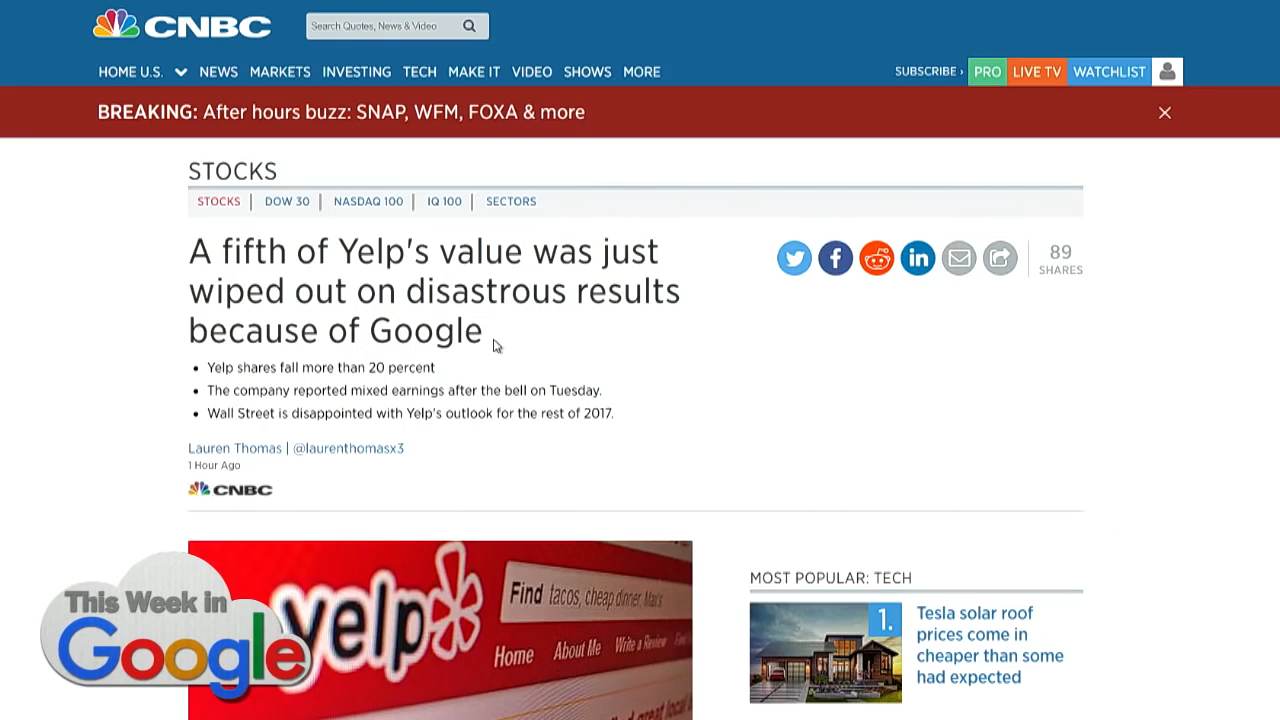 CNBC
Search Quotes, News & Video
HOME U.S. NEWS MARKETS INVESTING TECH MAKE IT VIDEO SHOWS MORE
SUBSCRIBE › PRO LIVE TV WATCHLIST
BREAKING: After hours buzz: SNAP, WFM, FOXA & more
STOCKS
STOCKS | DOW 30 | NASDAQ 100 | IQ 100 | SECTORS
A fifth of Yelp's value was just
wiped out on disastrous results
because of Google
89
SHARES
• Yelp shares fall more than 20 percent
• The company reported mixed earnings after the bell on Tuesday.
• Wall Street is disappointed with Yelp's outlook for the rest of 2017.
Lauren Thomas | @laurenthomasx3
1 Hour Ago
CNBC
yelp
Find tacos, cheap dinner, Max's
Home About Me Write a Review
MOST POPULAR: TECH
1.
Tesla solar roof
prices come in
cheaper than some
had expected
This Week in
Google